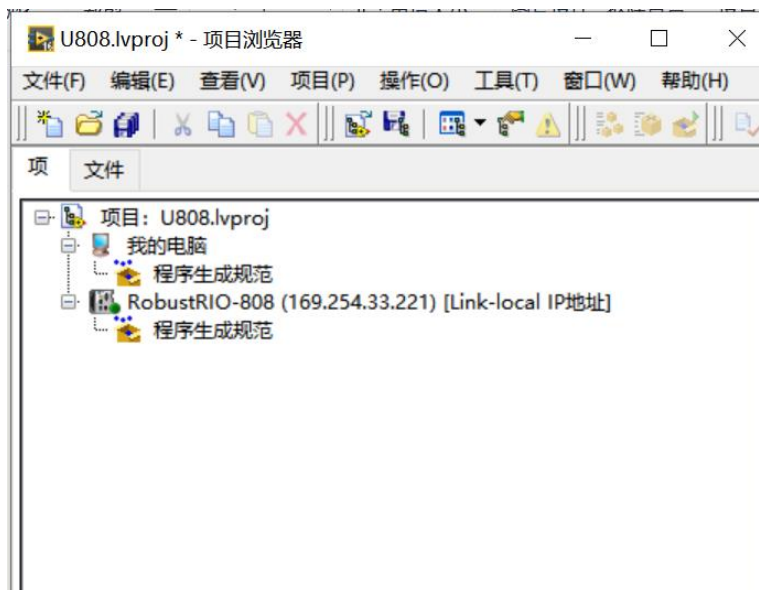 U808.lvproj * - 项目浏览器
文件(F) 编辑(E) 查看(V) 项目(P) 操作(O) 工具(T) 窗口(W) 帮助(H)
项 文件
项目：U808.lvproj
我的电脑
程序生成规范
RobustRIO-808 (169.254.33.221) [Link-local IP地址]
程序生成规范